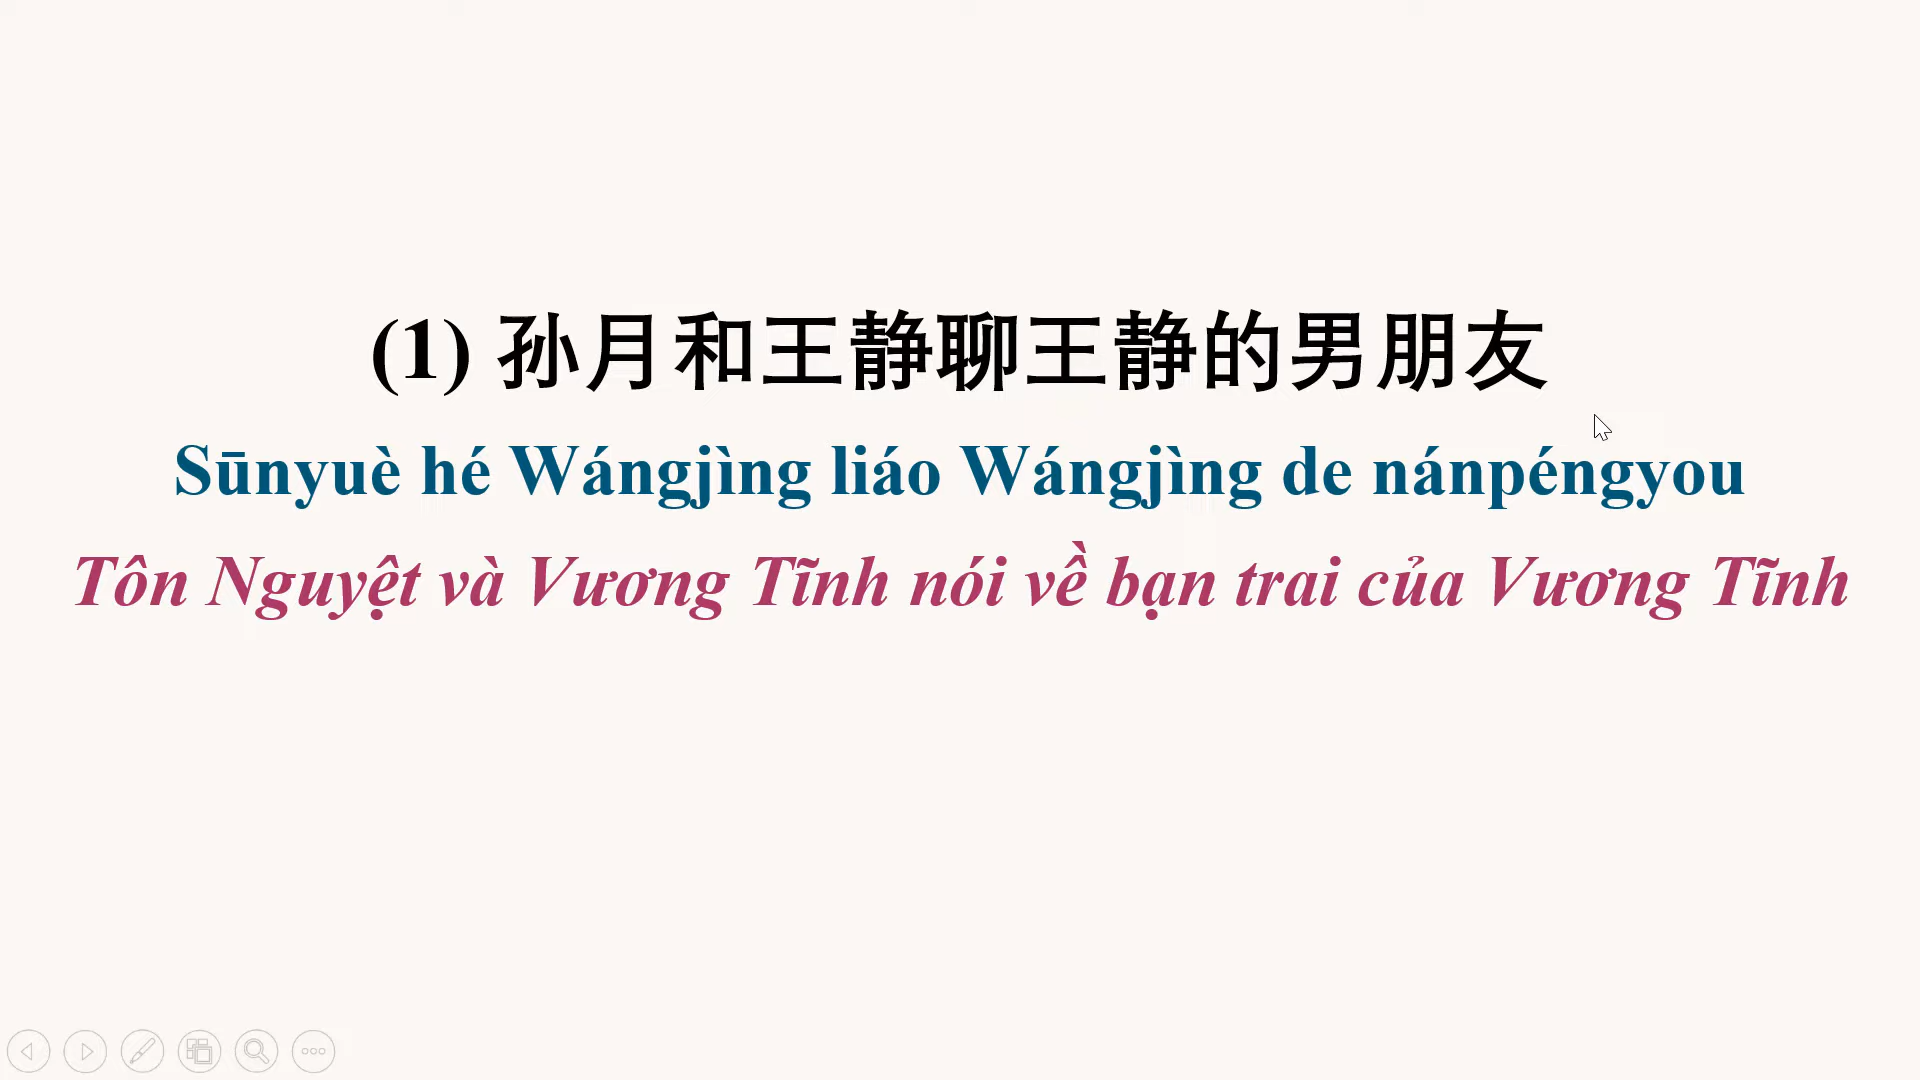 (1) 孙月和王静聊王静的男朋友
Sūnyuè hé Wángjìng liáo Wángjìng de nánpéngyou
Tôn Nguyệt và Vương Tĩnh nói về bạn trai của Vương Tĩnh